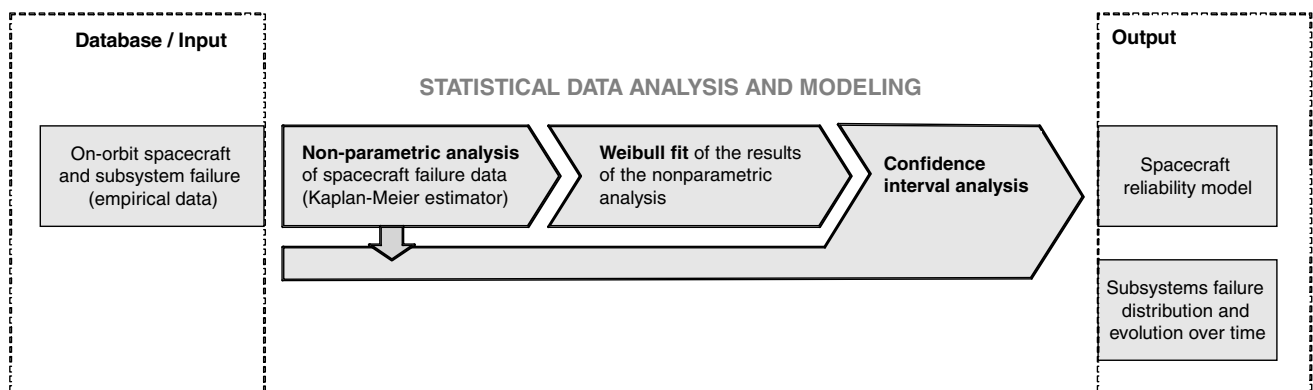 Database / Input
Output
STATISTICAL DATA ANALYSIS AND MODELING
On-orbit spacecraft
and subsystem failure
(empirical data)
Non-parametric analysis
of spacecraft failure data
(Kaplan-Meier estimator)
Weibull fit of the results
of the nonparametric
analysis
Confidence
interval analysis
Spacecraft
reliability model
Subsystems failure
distribution and
evolution over time